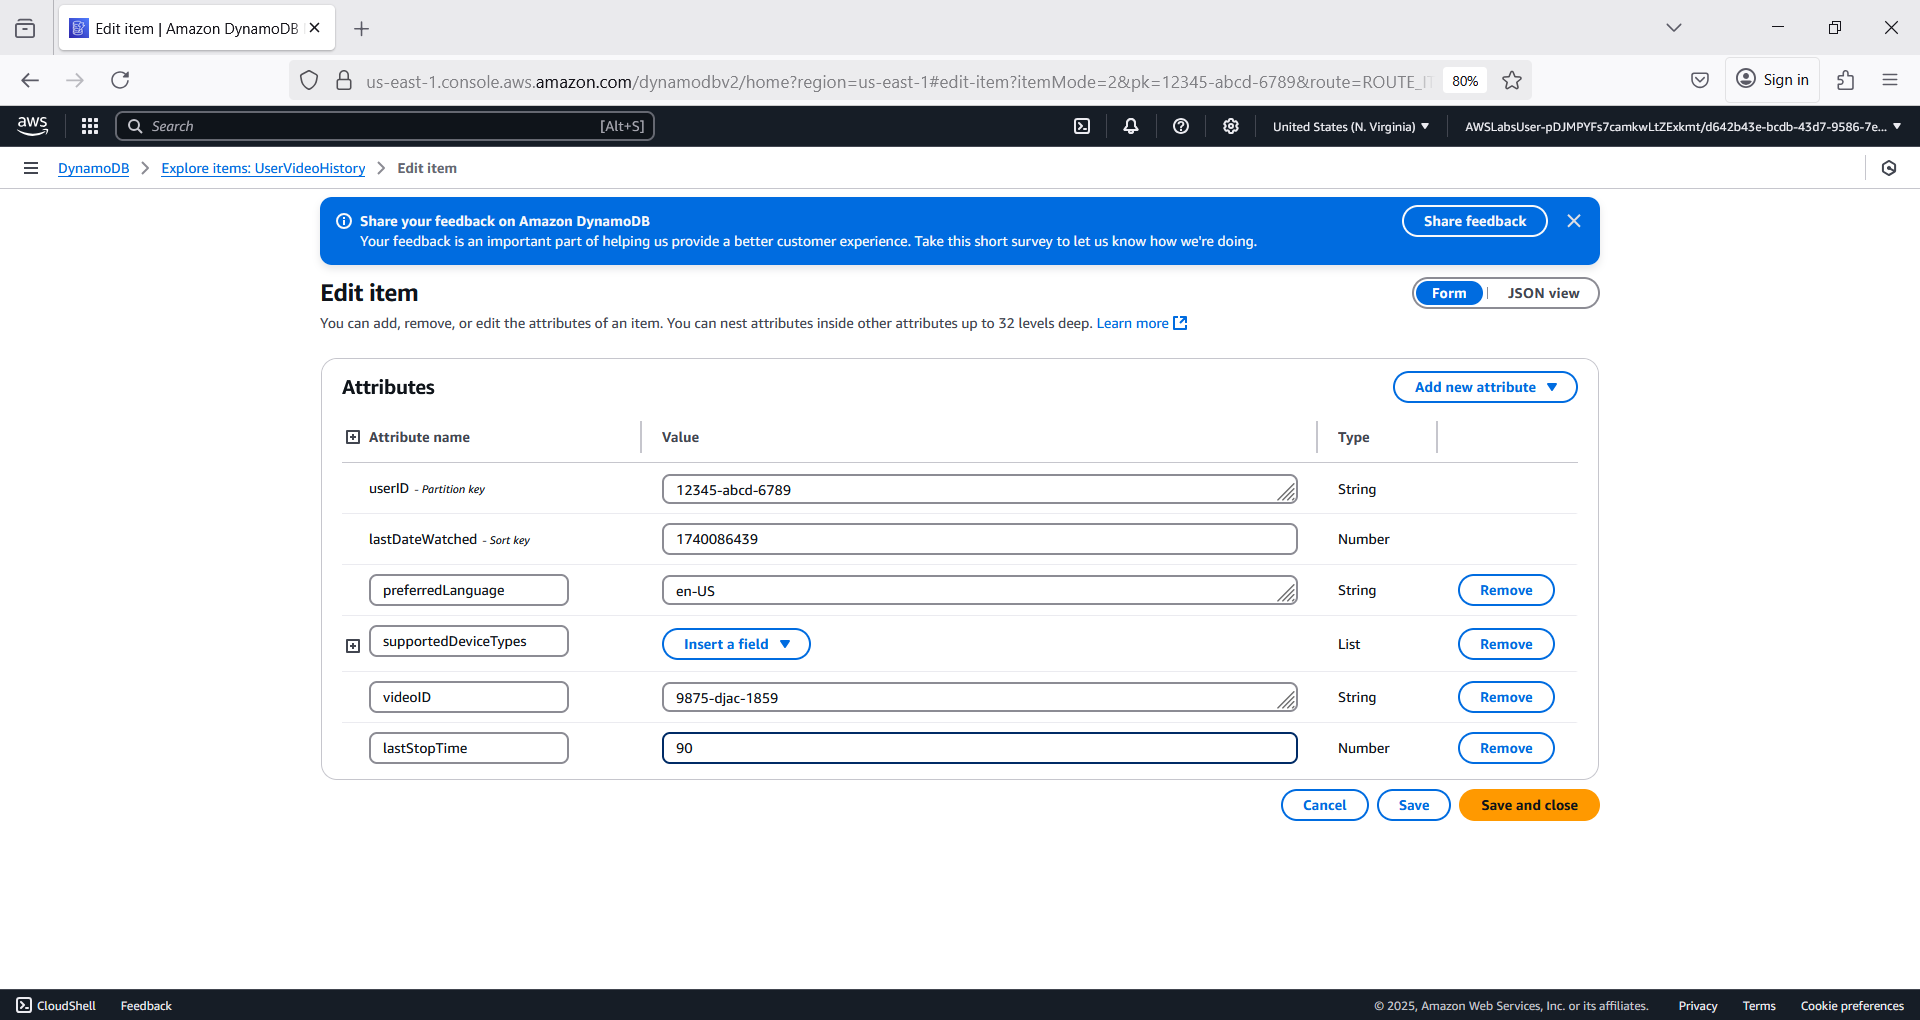 Edit item | Amazon DynamoDB
us-east-1.console.aws.amazon.com/dynamodbv2/home?region=us-east-1#edit-item?itemMode=2&pk=12345-abcd-6789&route=ROUTE_IT
80%
Sign in
aws
Search
[Alt+S]
United States (N. Virginia)
AWSLabsUser-pDJMPYFs7camkwLtZExkmt/d642b43e-bcdb-43d7-9586-7e...
DynamoDB
Explore items: UserVideoHistory
Edit item
Share your feedback on Amazon DynamoDB
Your feedback is an important part of helping us provide a better customer experience. Take this short survey to let us know how we're doing.
Share feedback
Edit item
Form
JSON view
You can add, remove, or edit the attributes of an item. You can nest attributes inside other attributes up to 32 levels deep. Learn more
Attributes
Add new attribute
Attribute name
Value
Type
userID - Partition key
12345-abcd-6789
String
lastDateWatched - Sort key
1740086439
Number
preferredLanguage
en-US
String
Remove
supportedDeviceTypes
Insert a field
List
Remove
videoID
9875-djac-1859
String
Remove
lastStopTime
90
Number
Remove
Cancel
Save
Save and close
CloudShell
Feedback
© 2025, Amazon Web Services, Inc. or its affiliates.
Privacy
Terms
Cookie preferences